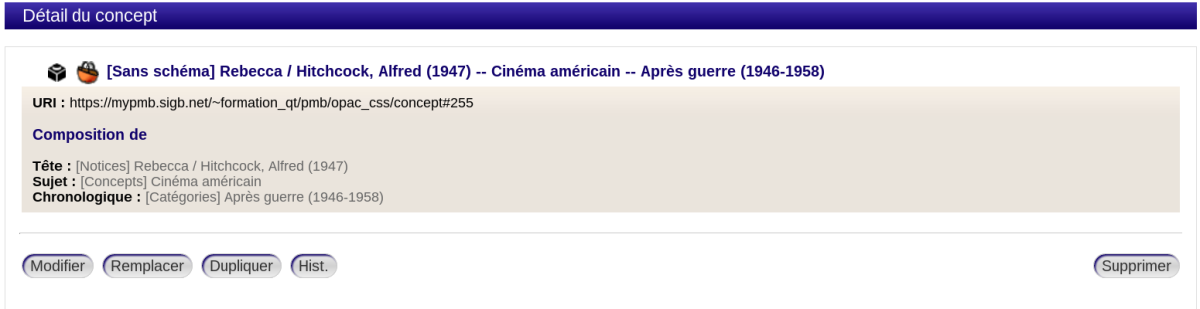 Détail du concept
[Sans schéma] Rebecca / Hitchcock, Alfred (1947) -- Cinéma américain -- Après guerre (1946-1958)
URI : https://mypmb.sigb.net/~formation_qt/pmb/opac_css/concept#255
Composition de
Tête : [Notices] Rebecca / Hitchcock, Alfred (1947)
Sujet : [Concepts] Cinéma américain
Chronologique : [Catégories] Après guerre (1946-1958)
Modifier Remplacer Dupliquer Hist. Supprimer